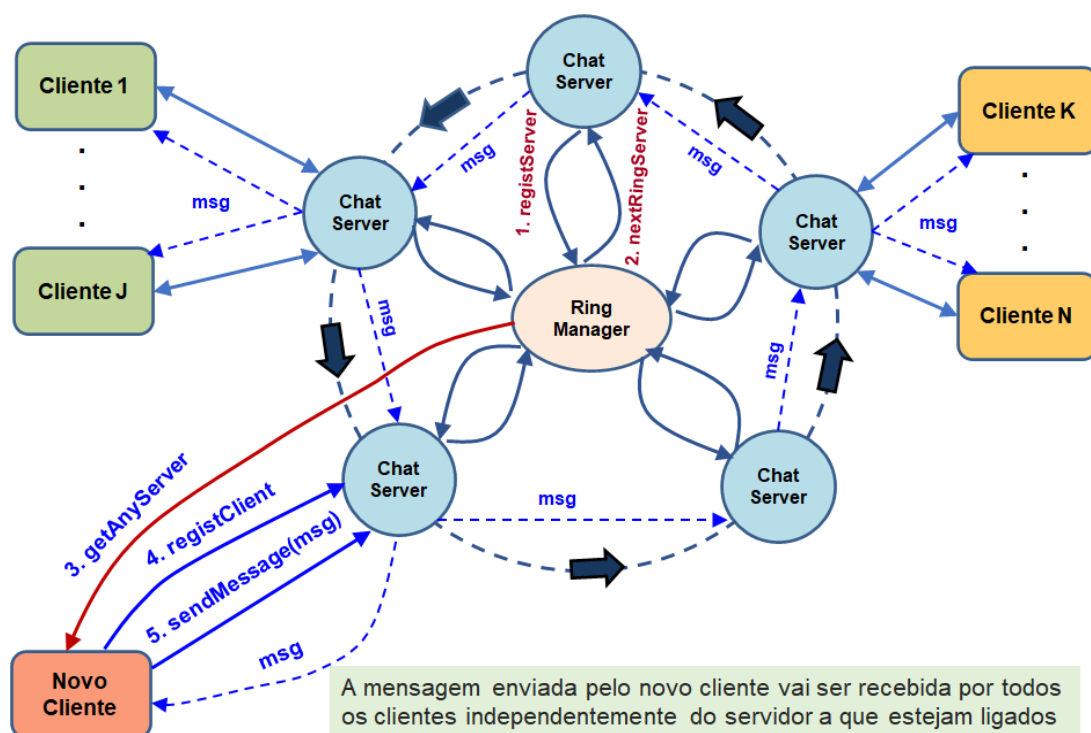 Chat
Server
Cliente 1
.
.
.
Cliente J
msg
Chat
Server
msg
1. registServer
2. nextRingServer
msg
Chat
Server
msg
Cliente K
.
.
.
Cliente N
Ring
Manager
msg
msg
Chat
Server
msg
Chat
Server
3. getAnyServer
4. registClient
5. sendMessage(msg)
msg
Novo
Cliente
A mensagem enviada pelo novo cliente vai ser recebida por todos
os clientes independentemente do servidor a que estejam ligados